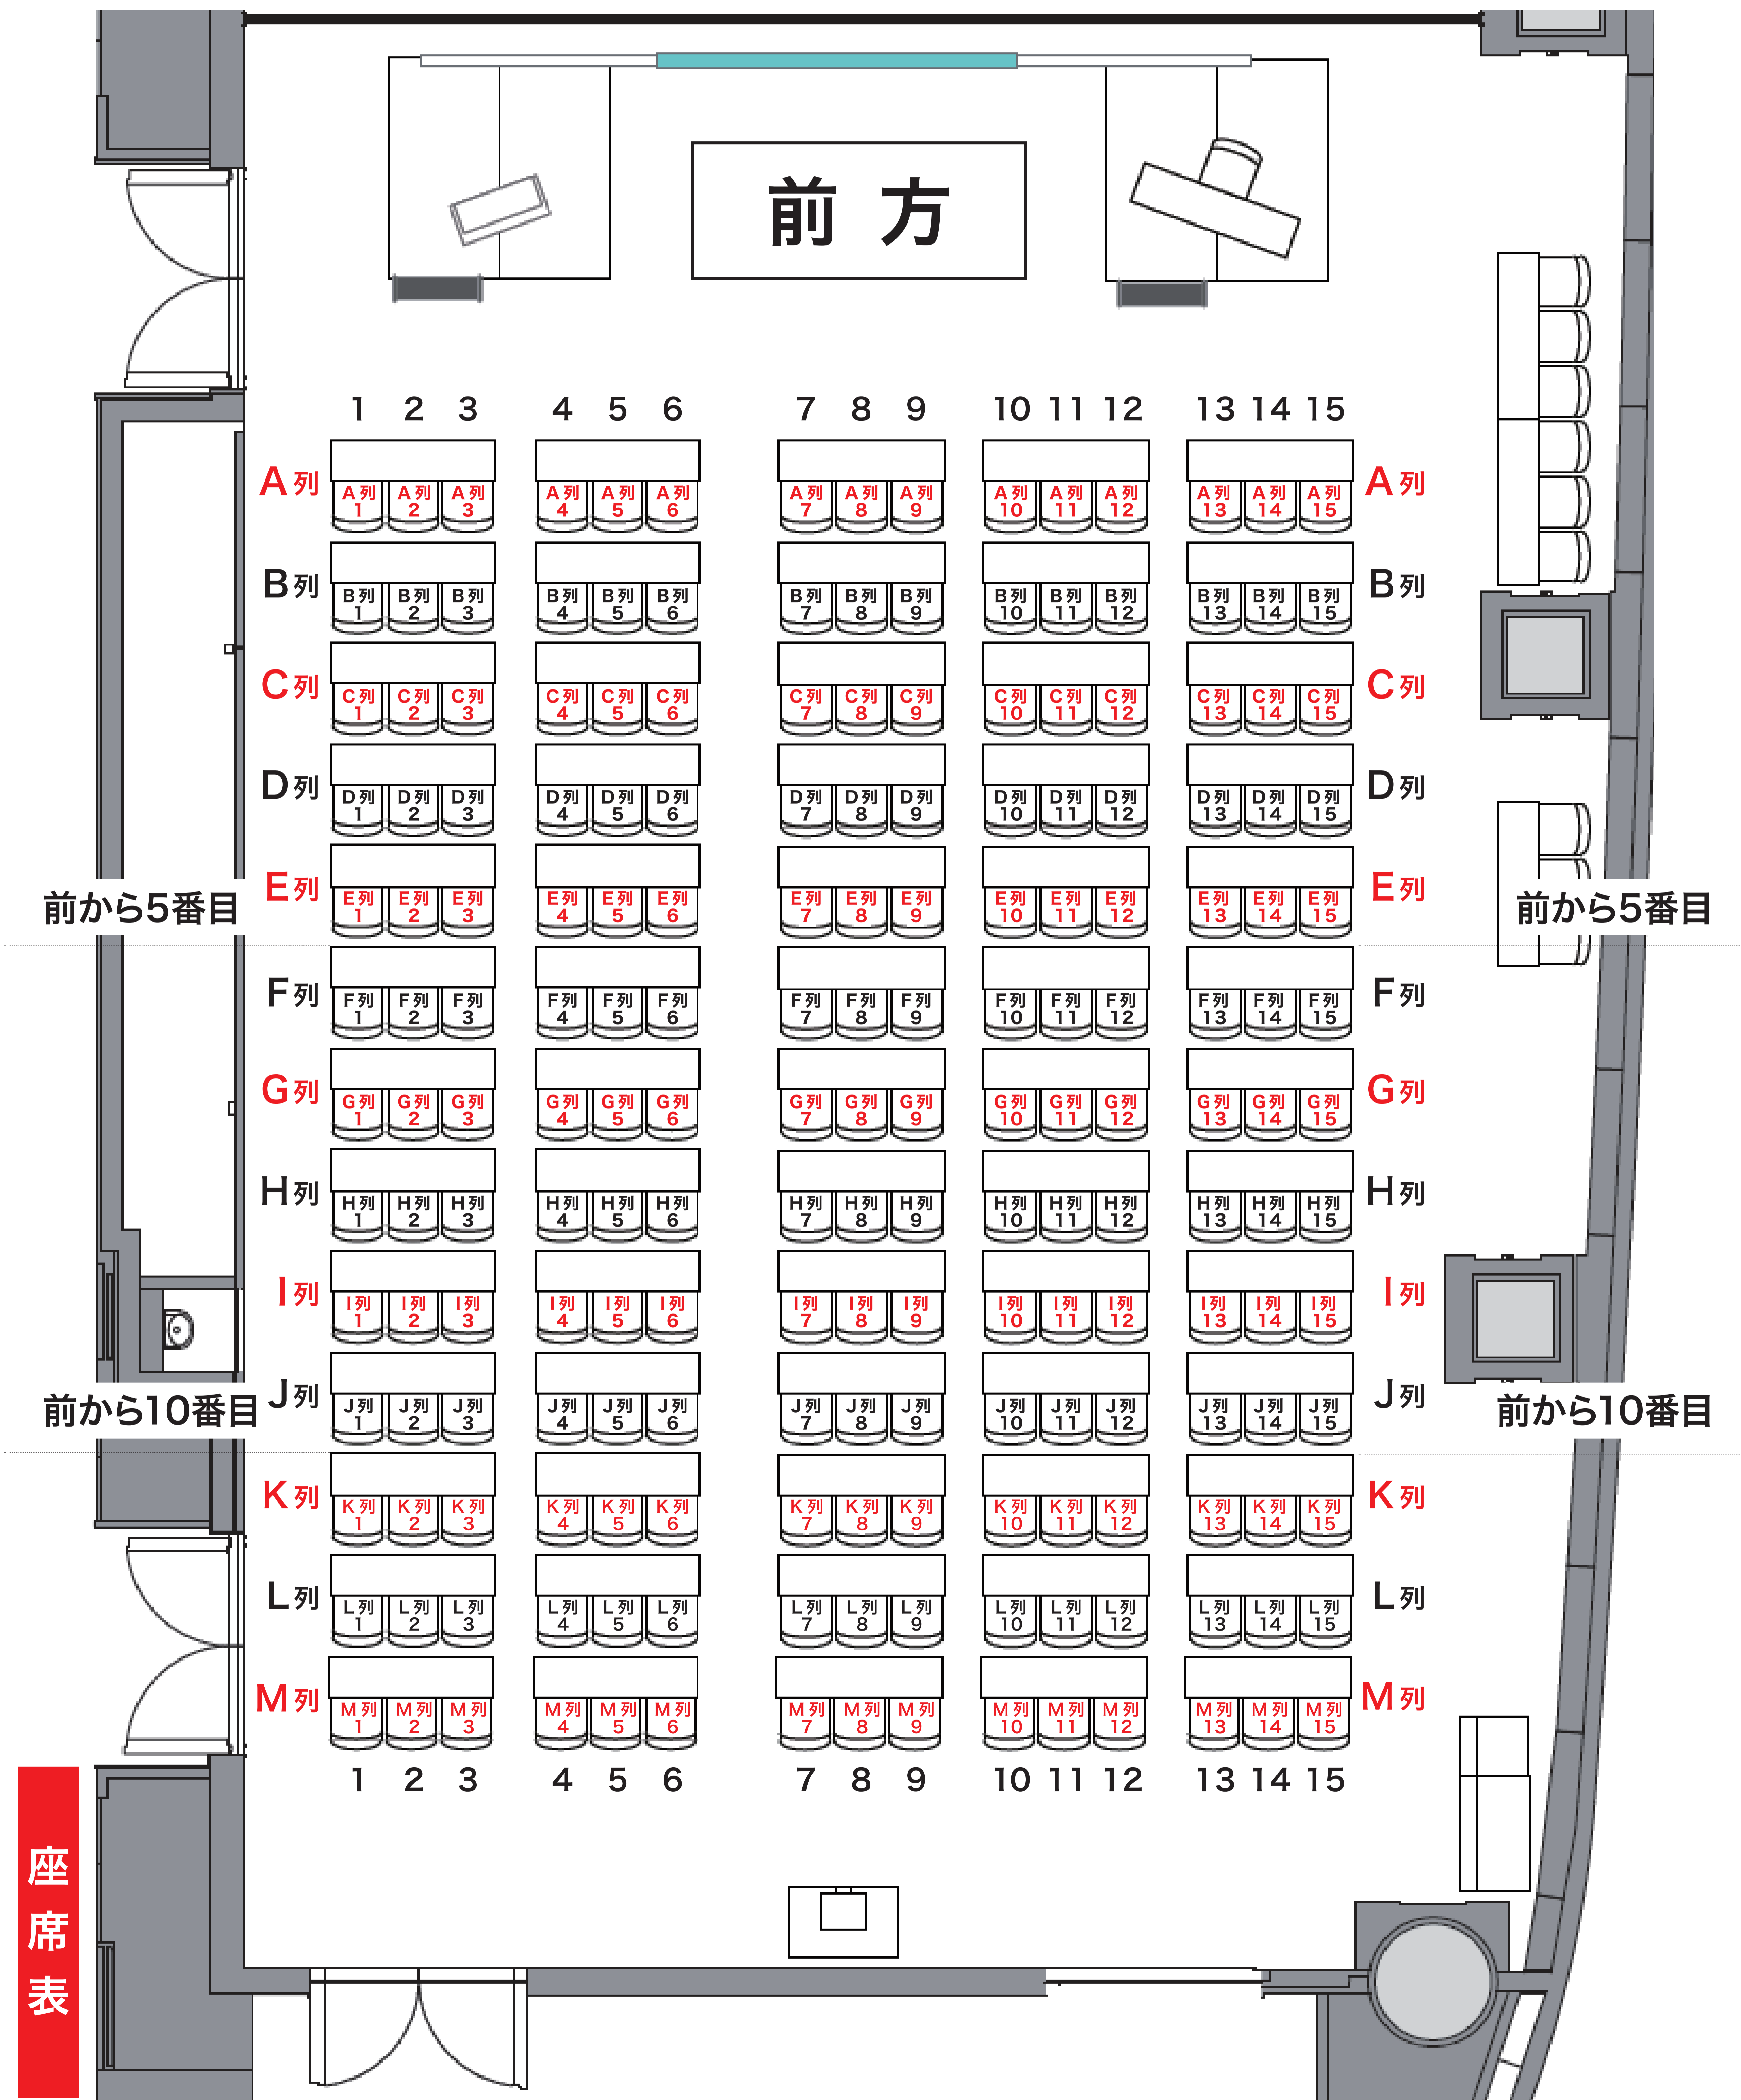 前 方
1 2 3 4 5 6 7 8 9 10 11 12 13 14 15
A列 A列 A列 A列 A列 A列 A列 A列 A列 A列 A列 A列 A列 A列 A列 A列 A列
1 2 3 4 5 6 7 8 9 10 11 12 13 14 15
B列 B列 B列 B列 B列 B列 B列 B列 B列 B列 B列 B列 B列 B列 B列 B列 B列
1 2 3 4 5 6 7 8 9 10 11 12 13 14 15
C列 C列 C列 C列 C列 C列 C列 C列 C列 C列 C列 C列 C列 C列 C列 C列 C列
1 2 3 4 5 6 7 8 9 10 11 12 13 14 15
D列 D列 D列 D列 D列 D列 D列 D列 D列 D列 D列 D列 D列 D列 D列 D列 D列
1 2 3 4 5 6 7 8 9 10 11 12 13 14 15
E列 E列 E列 E列 E列 E列 E列 E列 E列 E列 E列 E列 E列 E列 E列 E列 E列
前から5番目 1 2 3 4 5 6 7 8 9 10 11 12 13 14 15 前から5番目
F列 F列 F列 F列 F列 F列 F列 F列 F列 F列 F列 F列 F列 F列 F列 F列 F列
1 2 3 4 5 6 7 8 9 10 11 12 13 14 15
G列 G列 G列 G列 G列 G列 G列 G列 G列 G列 G列 G列 G列 G列 G列 G列 G列
1 2 3 4 5 6 7 8 9 10 11 12 13 14 15
H列 H列 H列 H列 H列 H列 H列 H列 H列 H列 H列 H列 H列 H列 H列 H列 H列
1 2 3 4 5 6 7 8 9 10 11 12 13 14 15
I列 I列 I列 I列 I列 I列 I列 I列 I列 I列 I列 I列 I列 I列 I列 I列 I列
1 2 3 4 5 6 7 8 9 10 11 12 13 14 15
J列 J列 J列 J列 J列 J列 J列 J列 J列 J列 J列 J列 J列 J列 J列 J列 J列
前から10番目 1 2 3 4 5 6 7 8 9 10 11 12 13 14 15 前から10番目
K列 K列 K列 K列 K列 K列 K列 K列 K列 K列 K列 K列 K列 K列 K列 K列 K列
1 2 3 4 5 6 7 8 9 10 11 12 13 14 15
L列 L列 L列 L列 L列 L列 L列 L列 L列 L列 L列 L列 L列 L列 L列 L列 L列
1 2 3 4 5 6 7 8 9 10 11 12 13 14 15
M列 M列 M列 M列 M列 M列 M列 M列 M列 M列 M列 M列 M列 M列 M列 M列 M列
1 2 3 4 5 6 7 8 9 10 11 12 13 14 15
1 2 3 4 5 6 7 8 9 10 11 12 13 14 15
座席表